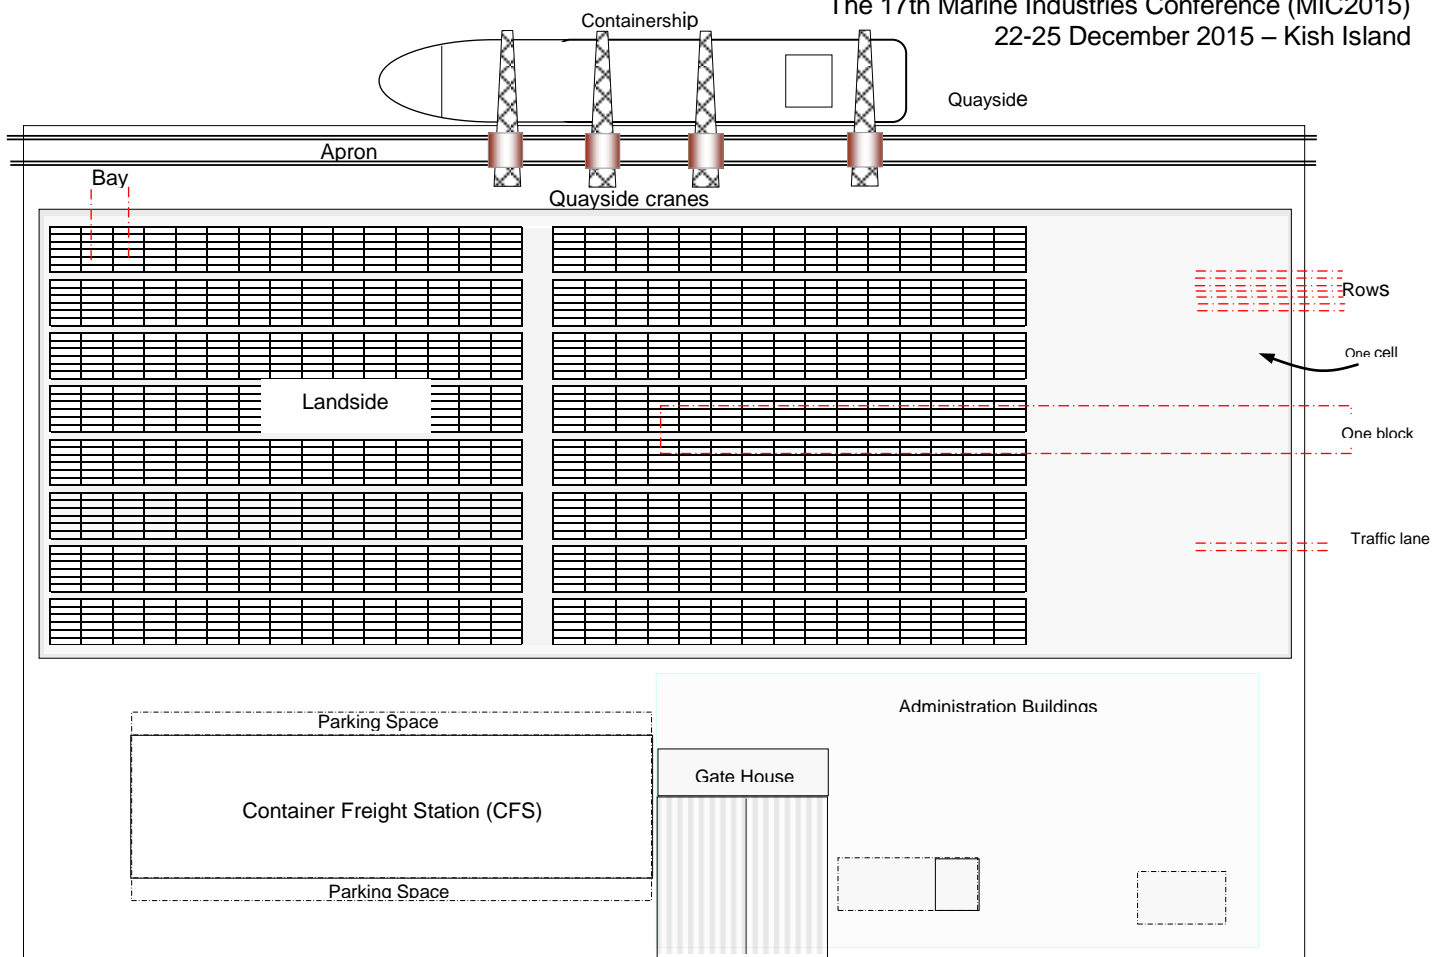 The 17th Marine Industries Conference (MIC2015)
22-25 December 2015 – Kish Island
Containership
Quayside
Apron
Bay
Quayside cranes
Rows
One cell
Landside
One block
Traffic lane
Administration Buildings
Parking Space
Gate House
Container Freight Station (CFS)
Parking Space